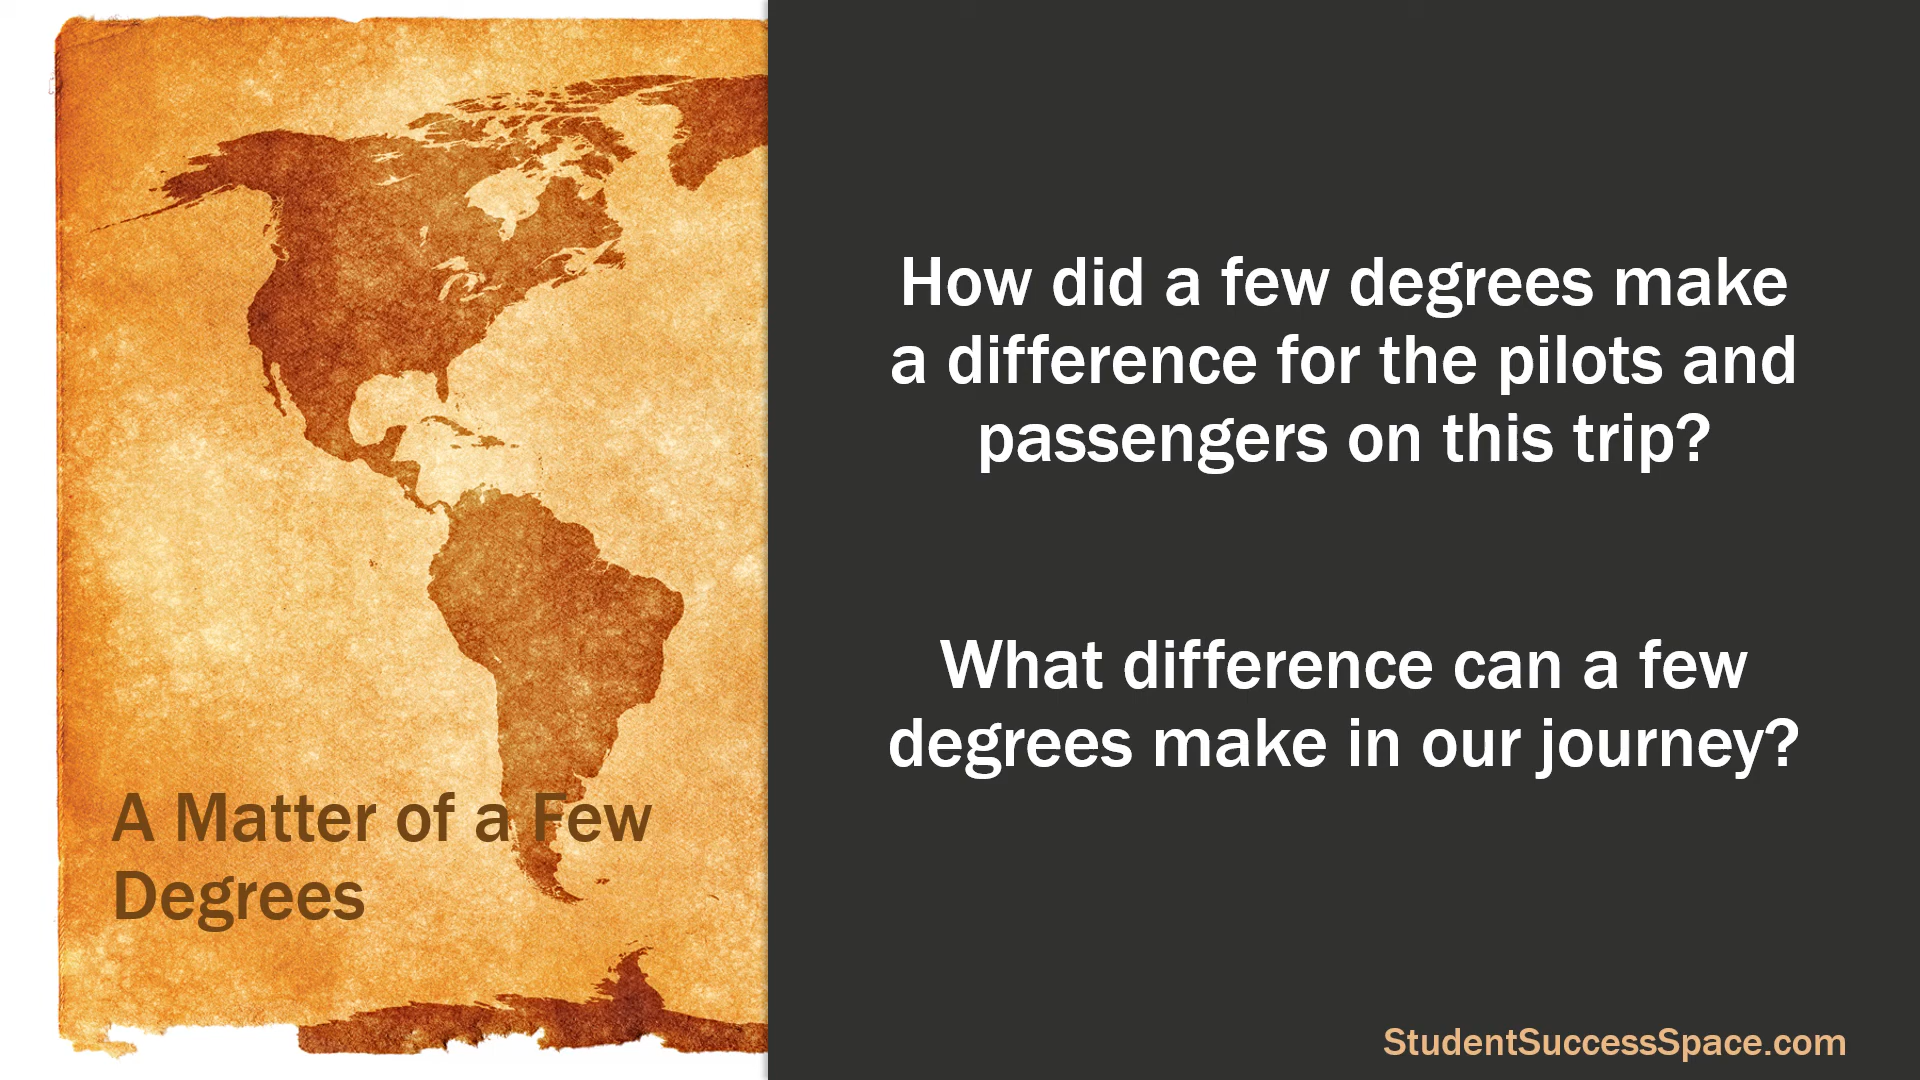 A Matter of a Few
Degrees
How did a few degrees make
a difference for the pilots and
passengers on this trip?
What difference can a few
degrees make in our journey?
StudentSuccessSpace.com